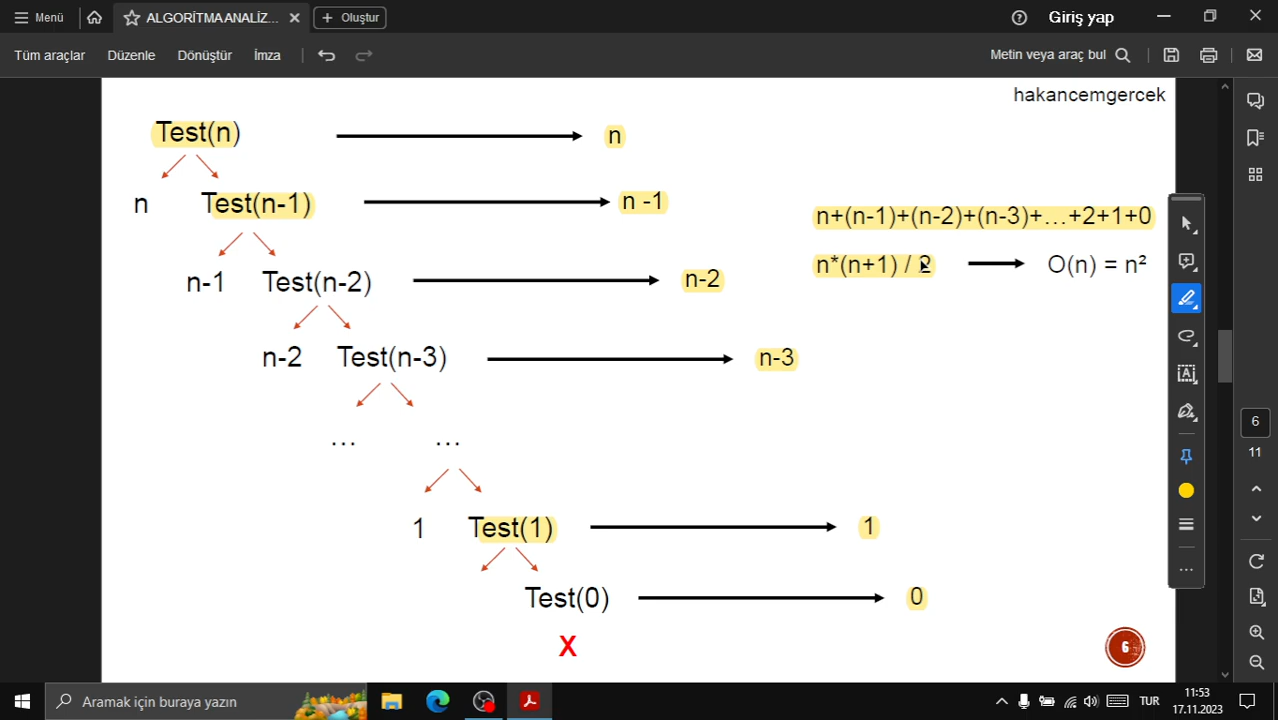 Menü
ALGORİTMA ANALİZ...
Oluştur
Giriş yap
Tüm araçlar
Düzenle
Dönüştür
İmza
Metin veya araç bul
hakancemgercek
Test(n)
n
n
Test(n-1)
n -1
n+(n-1)+(n-2)+(n-3)+…+2+1+0
n*(n+1) / 2
O(n) = n²
n-1
Test(n-2)
n-2
n-2
Test(n-3)
n-3
…
…
1
Test(1)
1
Test(0)
0
X
6
6
11
Aramak için buraya yazın
TUR
11:53
17.11.2023